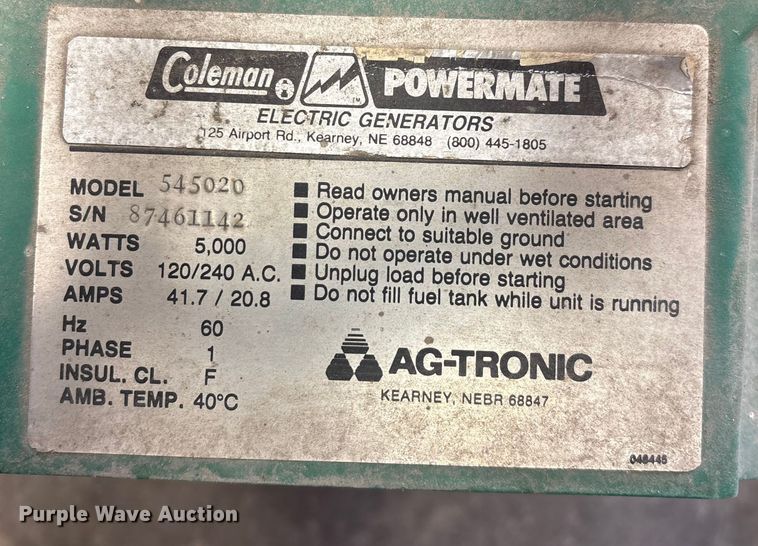 Coleman POWERMATE
ELECTRIC GENERATORS
125 Airport Rd., Kearney, NE 68848 (800) 445-1805
MODEL 545020
S/N 87461142
WATTS 5,000
VOLTS 120/240 A.C.
AMPS 41.7 / 20.8
Hz 60
PHASE 1
INSUL. CL. F
AMB. TEMP. 40°C
■ Read owners manual before starting
■ Operate only in well ventilated area
■ Connect to suitable ground
■ Do not operate under wet conditions
■ Unplug load before starting
■ Do not fill fuel tank while unit is running
AG-TRONIC
KEARNEY, NEBR 68847
048445
Purple Wave Auction